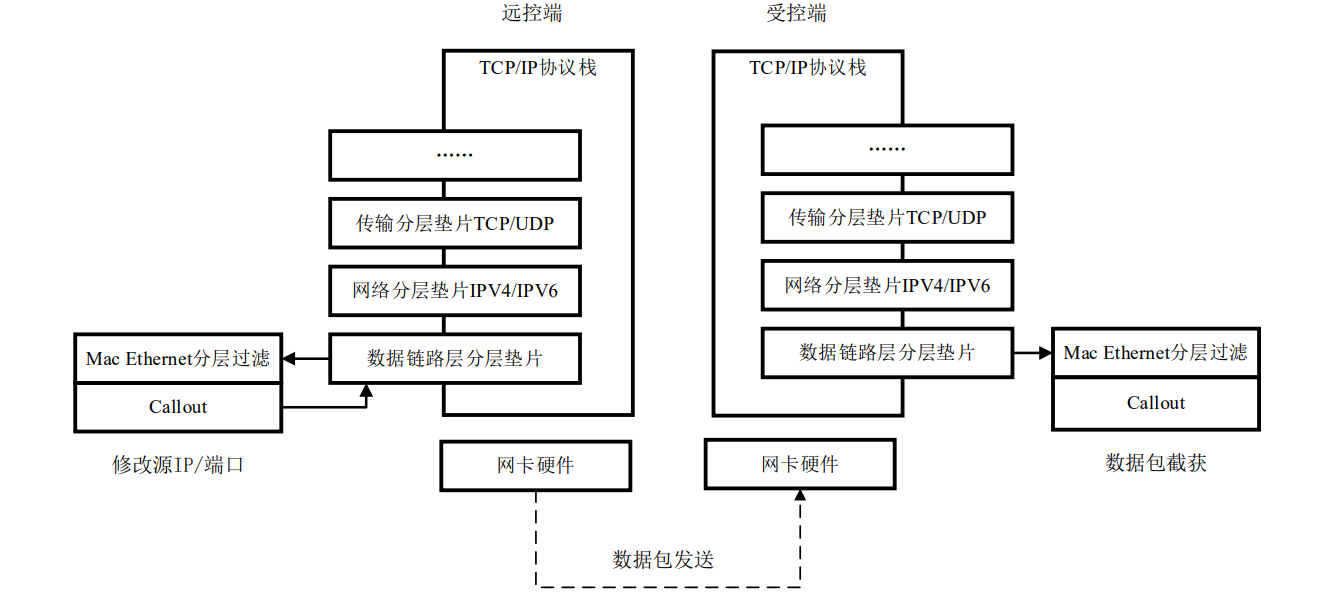 远控端
受控端
TCP/IP协议栈
TCP/IP协议栈
……
……
传输分层垫片TCP/UDP
传输分层垫片TCP/UDP
网络分层垫片IPV4/IPV6
网络分层垫片IPV4/IPV6
Mac Ethernet分层过滤
数据链路层分层垫片
数据链路层分层垫片
Mac Ethernet分层过滤
Callout
Callout
修改源IP/端口
网卡硬件
网卡硬件
数据包截获
数据包发送